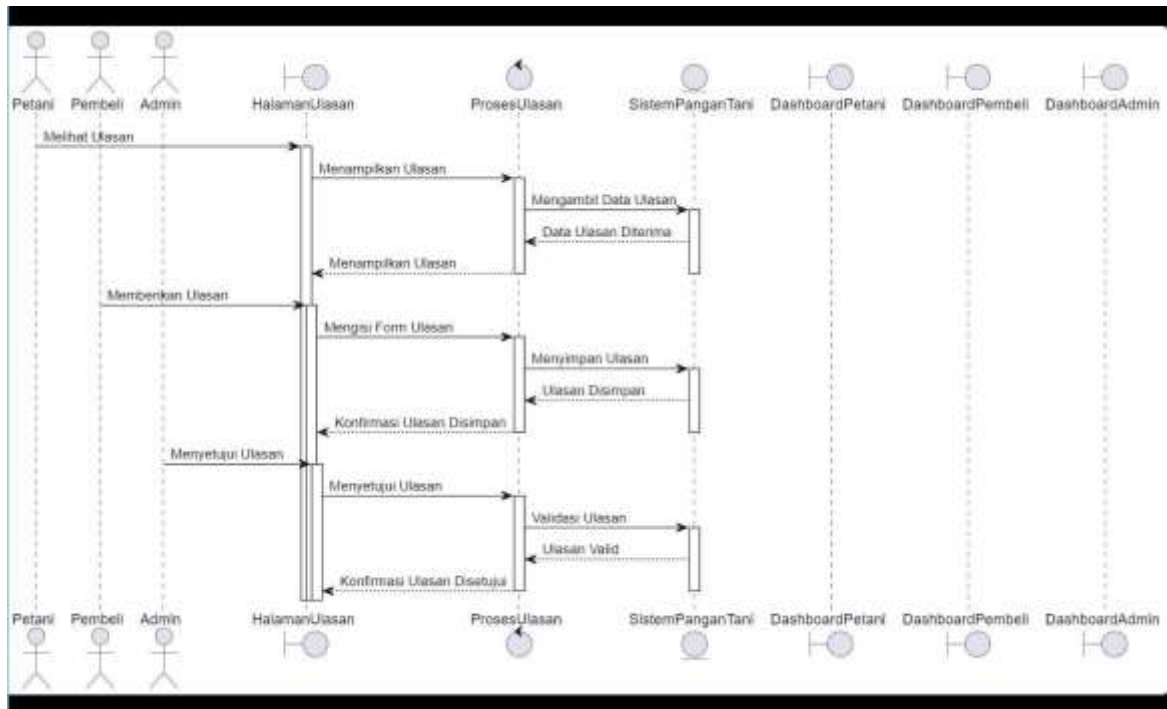 Petani Pembeli Admin HalamanUlasan ProsesUlasan SistemPanganTani DashboardPetani DashboardPembeli DashboardAdmin
Melihat Ulasan
Menampilkan Ulasan
Mengambil Data Ulasan
Data Ulasan Diterima
Menampilkan Ulasan
Memberikan Ulasan
Mengisi Form Ulasan
Menyimpan Ulasan
Ulasan Disimpan
Konfirmasi Ulasan Disimpan
Menyetujui Ulasan
Menyetujui Ulasan
Validasi Ulasan
Ulasan Valid
Konfirmasi Ulasan Disetujui
Petani Pembeli Admin HalamanUlasan ProsesUlasan SistemPanganTani DashboardPetani DashboardPembeli DashboardAdmin